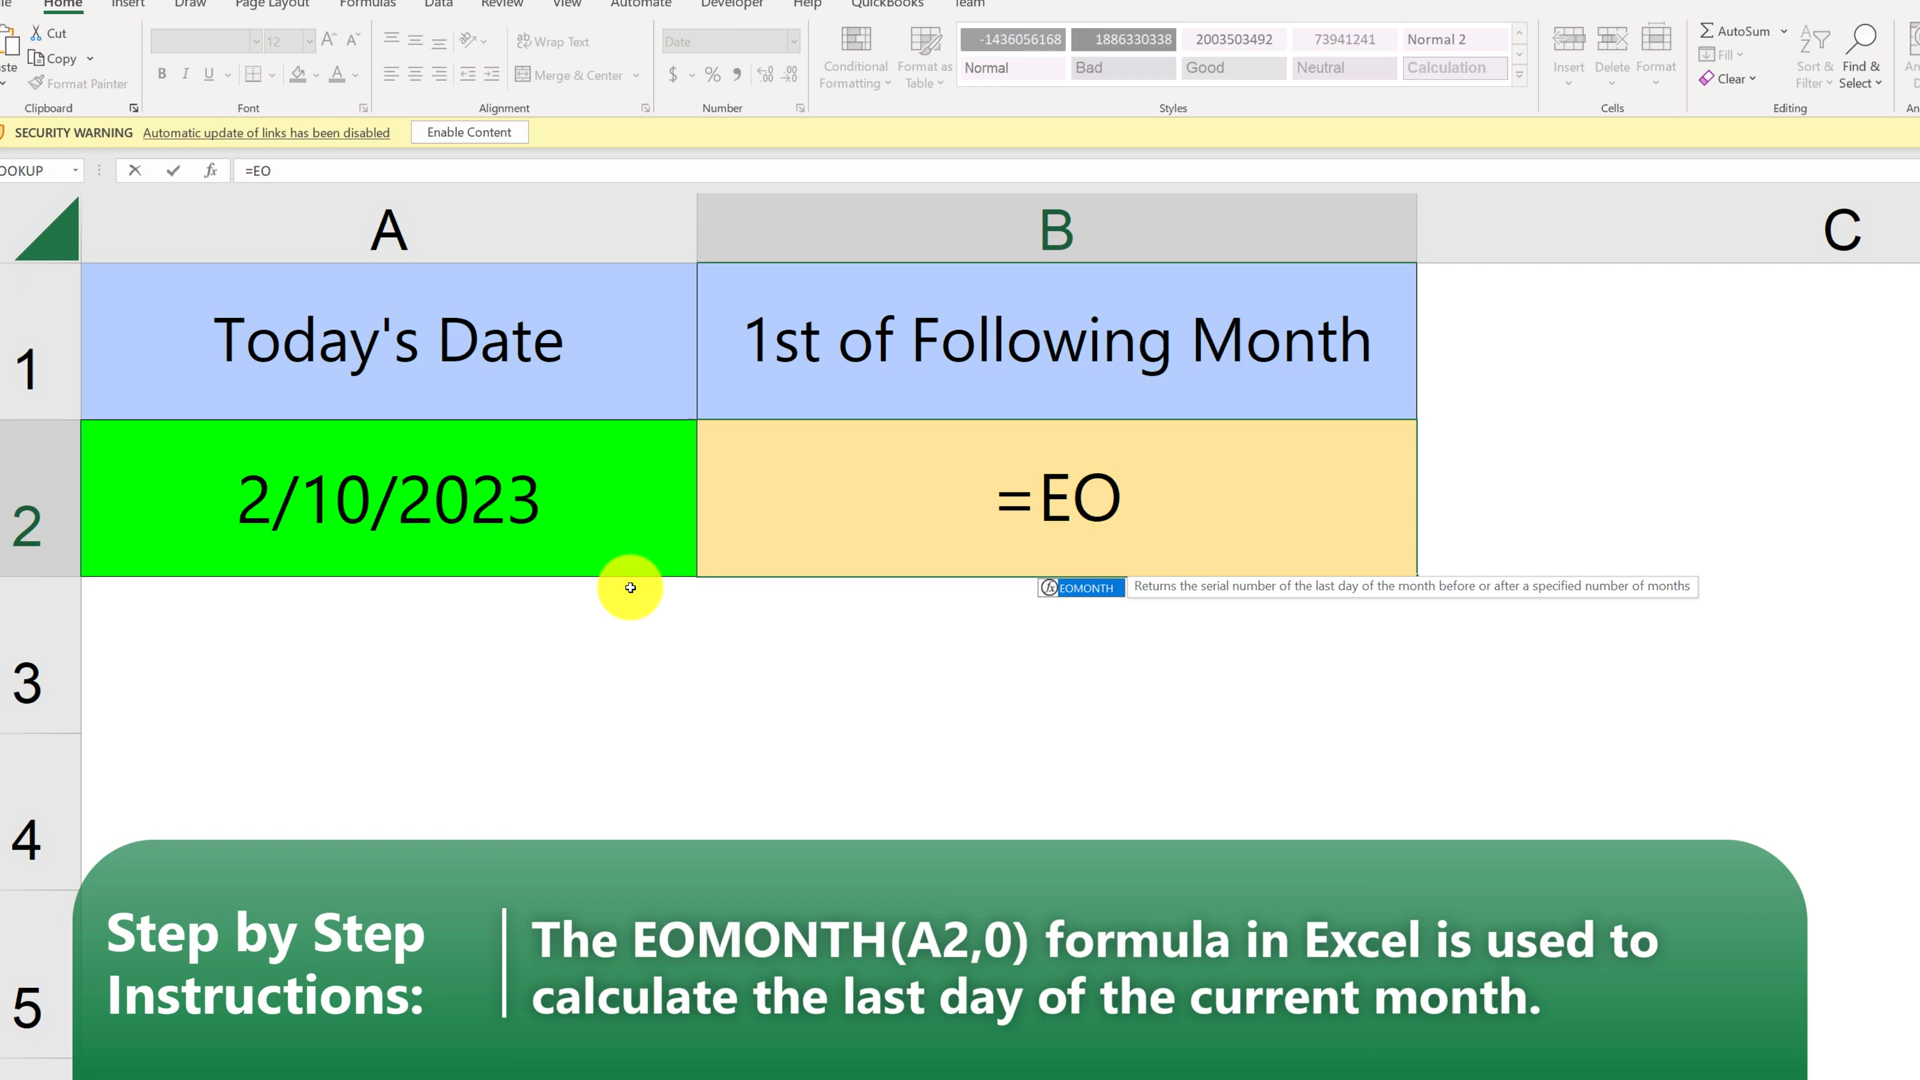 Home Insert Draw Page Layout Formulas Data Review View Automate Developer Help QuickBooks Team
Cut
Copy
Format Painter
Clipboard
12
B I U
Font
Wrap Text
Merge & Center
Alignment
Date
$ %
Number
Conditional
Formatting
Format as
Table
-1436056168 1886330338 2003503492 73941241 Normal 2
Normal Bad Good Neutral Calculation
Styles
Insert Delete Format
Cells
AutoSum
Fill
Clear
Sort &
Filter
Find &
Select
Editing
SECURITY WARNING Automatic update of links has been disabled Enable Content
OOKUP fx =EO
A B C
1 Today's Date 1st of Following Month
2 2/10/2023 =EO
EOMONTH Returns the serial number of the last day of the month before or after a specified number of months
3
4
5
Step by Step
Instructions:
The EOMONTH(A2,0) formula in Excel is used to
calculate the last day of the current month.